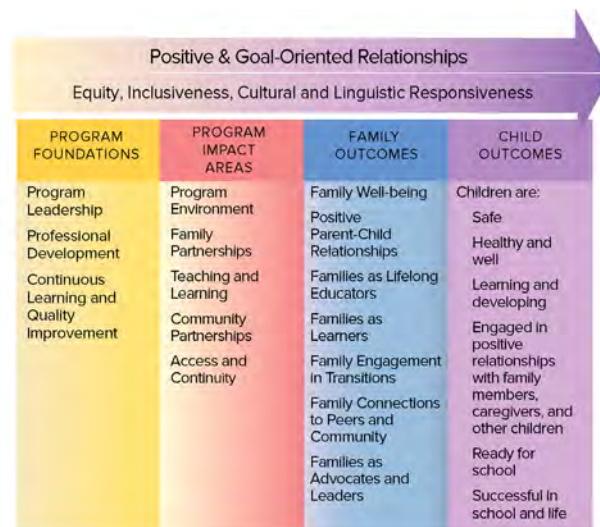 Positive & Goal-Oriented Relationships
Equity, Inclusiveness, Cultural and Linguistic Responsiveness
PROGRAM
FOUNDATIONS
Program
Leadership
Professional
Development
Continuous
Learning and
Quality
Improvement
PROGRAM
IMPACT
AREAS
Program
Environment
Family
Partnerships
Teaching and
Learning
Community
Partnerships
Access and
Continuity
FAMILY
OUTCOMES
Family Well-being
Positive
Parent-Child
Relationships
Families as Lifelong
Educators
Families as
Learners
Family Engagement
in Transitions
Family Connections
to Peers and
Community
Families as
Advocates and
Leaders
CHILD
OUTCOMES
Children are:
Safe
Healthy and
well
Learning and
developing
Engaged in
positive
relationships
with family
members,
caregivers, and
other children
Ready for
school
Successful in
school and life